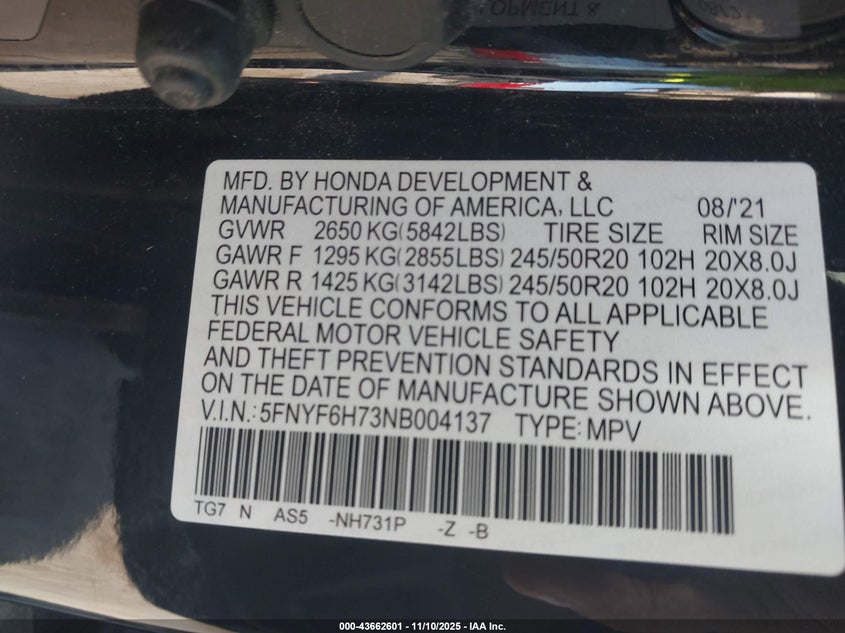 OPMENT &
08/'21
MFD. BY HONDA DEVELOPMENT &
MANUFACTURING OF AMERICA, LLC 08/'21
GVWR 2650 KG(5842LBS) TIRE SIZE RIM SIZE
GAWR F 1295 KG(2855LBS) 245/50R20 102H 20X8.0J
GAWR R 1425 KG(3142LBS) 245/50R20 102H 20X8.0J
THIS VEHICLE CONFORMS TO ALL APPLICABLE
FEDERAL MOTOR VEHICLE SAFETY
AND THEFT PREVENTION STANDARDS IN EFFECT
ON THE DATE OF MANUFACTURE SHOWN ABOVE.
V.I.N.: 5FNYF6H73NB004137 TYPE: MPV
TG7 N AS5 -NH731P -Z -B
000-43662601 - 11/10/2025 - IAA Inc.